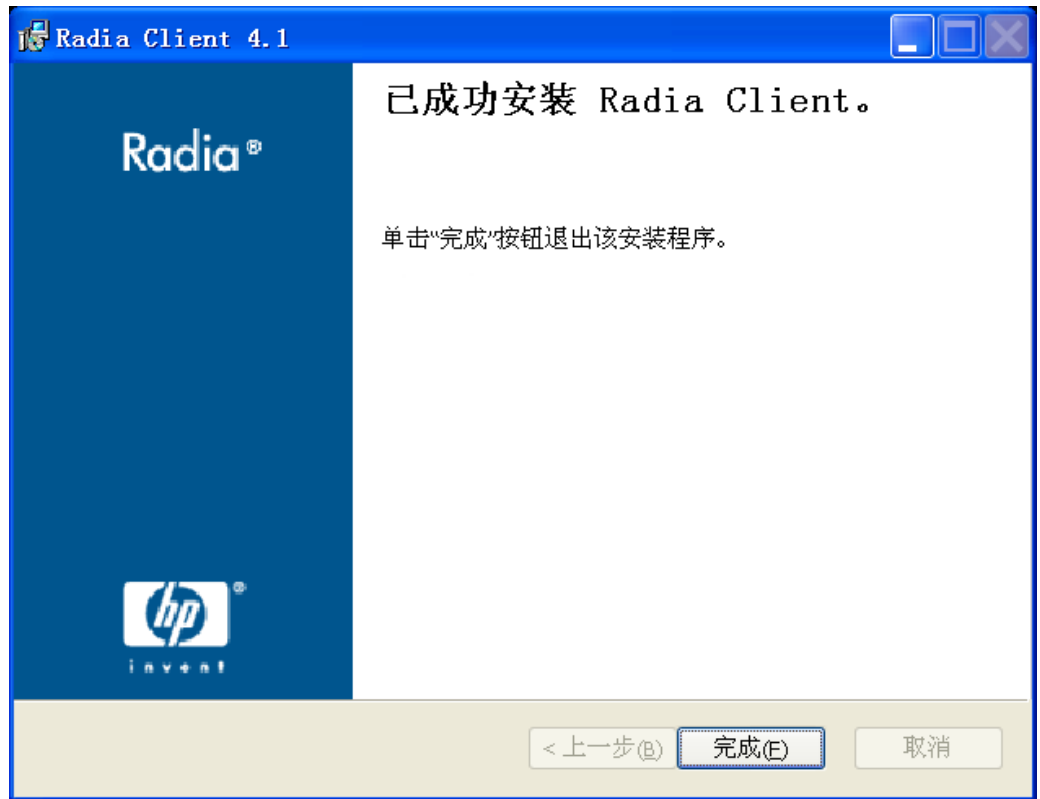 Radia Client 4.1
已成功安装 Radia Client。
Radia®
单击“完成”按钮退出该安装程序。
hp®
invent
<上一步(B)
完成(F)
取消